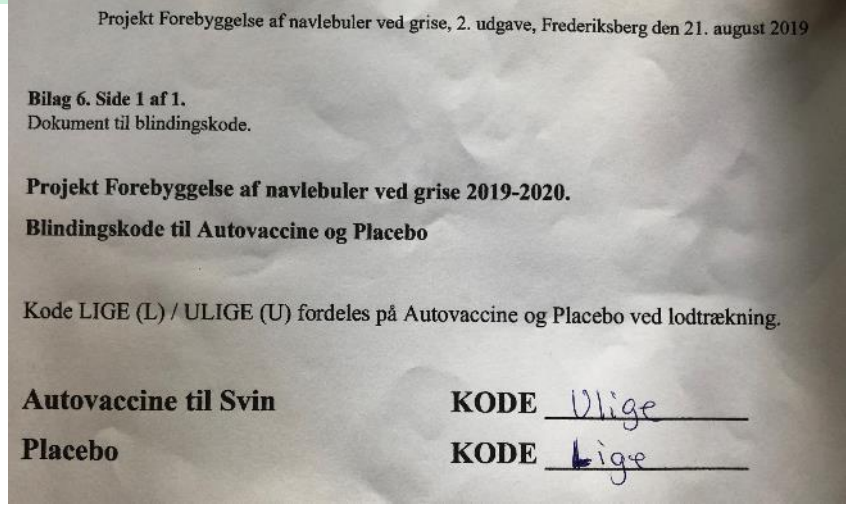 Projekt Forebyggelse af navlebuler ved grise, 2. udgave, Frederiksberg den 21. august 2019
Bilag 6. Side 1 af 1.
Dokument til blindingskode.
Projekt Forebyggelse af navlebuler ved grise 2019-2020.
Blindingskode til Autovaccine og Placebo
Kode LIGE (L) / ULIGE (U) fordeles på Autovaccine og Placebo ved lodtrækning.
Autovaccine til Svin KODE Ulige
Placebo KODE Lige